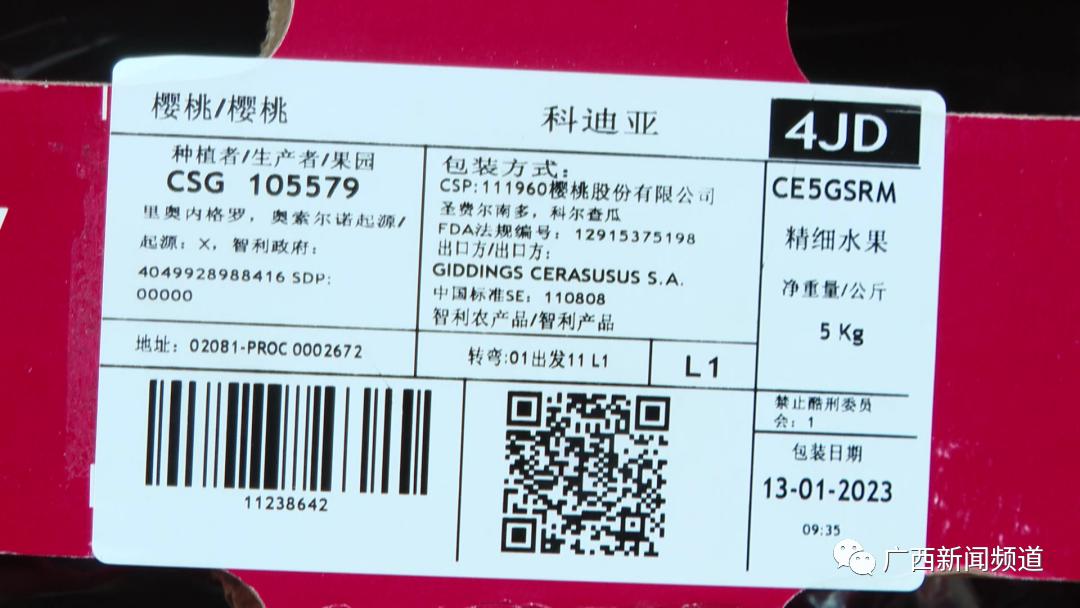 樱桃/樱桃
科迪亚
4JD
种植者/生产者/果园
CSG 105579
里奥内格罗，奥索尔诺起源/
起源：X，智利政府：
4049928988416 SDP:
00000
包装方式：
CSP:111960樱桃股份有限公司
圣费尔南多，科尔查瓜
FDA法规编号：12915375198
出口方/出口方：
GIDDINGS CERASUSUS S.A.
中国标准SE：110808
智利农产品/智利产品
CE5GSRM
精细水果
净重量/公斤
5 Kg
地址：02081-PROC 0002672
转弯:01出发11 L1
L1
禁止酷刑委员
会：1
包装日期
13-01-2023
09:35
11238642
广西新闻频道